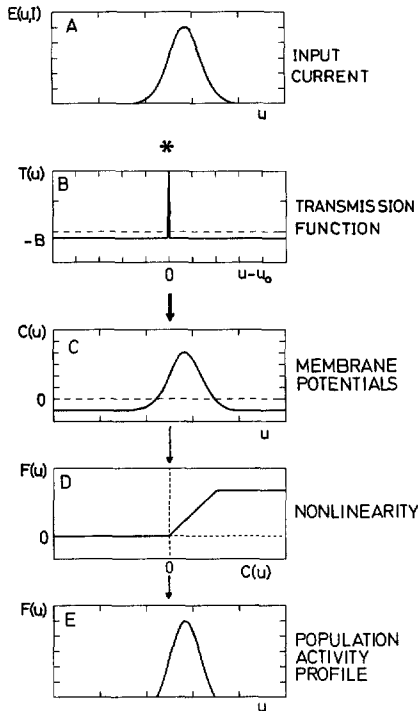 E(u,I)
A
INPUT
CURRENT
u
*
T(u)
B
TRANSMISSION
FUNCTION
-B
0
u-u₀
C(u)
C
MEMBRANE
POTENTIALS
0
u
F(u)
D
NONLINEARITY
0
0
C(u)
F(u)
E
POPULATION
ACTIVITY
PROFILE
u